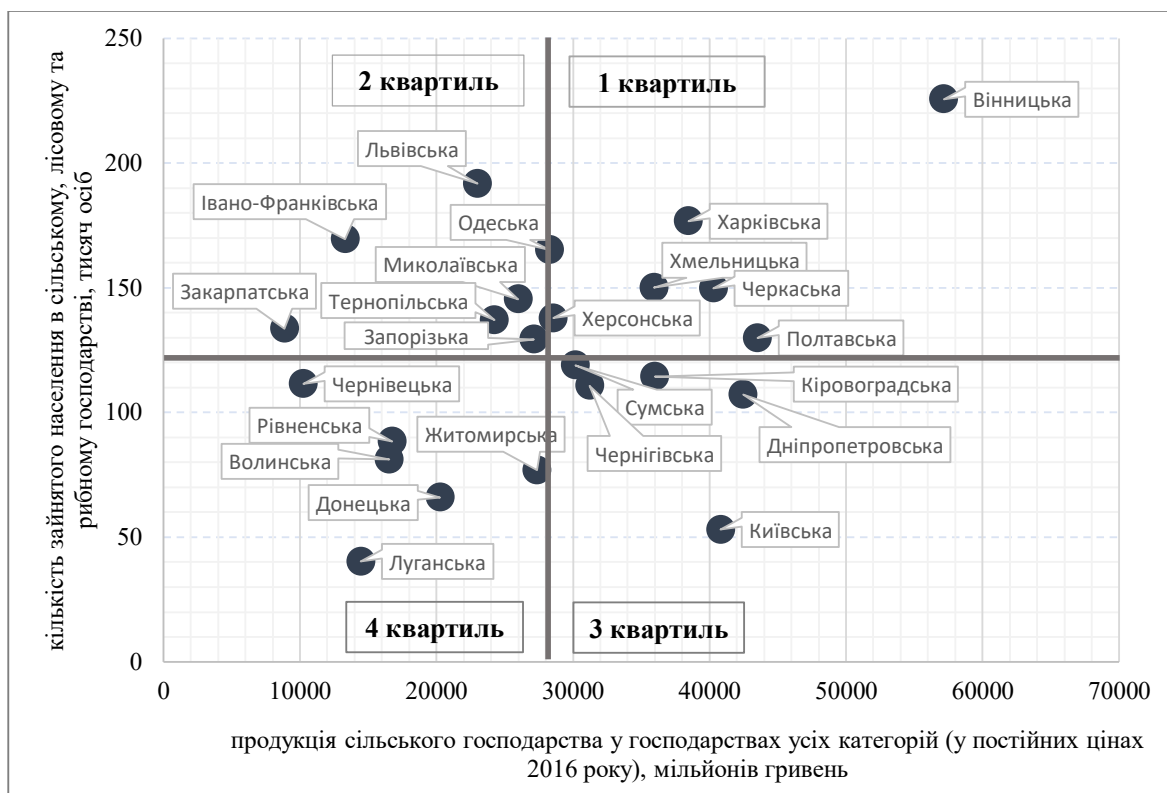 кількість зайнятого населення в сільському, лісовому та
рибному господарстві, тисяч осіб
250
200
150
100
50
0
2 квартиль
1 квартиль
Вінницька
Львівська
Івано-Франківська
Одеська
Харківська
Миколаївська
Хмельницька
Закарпатська
Тернопільська
Черкаська
Херсонська
Запорізька
Полтавська
Чернівецька
Кіровоградська
Сумська
Рівненська
Житомирська
Дніпропетровська
Чернігівська
Волинська
Донецька
Київська
Луганська
4 квартиль
3 квартиль
0 10000 20000 30000 40000 50000 60000 70000
продукція сільського господарства у господарствах усіх категорій (у постійних цінах
2016 року), мільйонів гривень